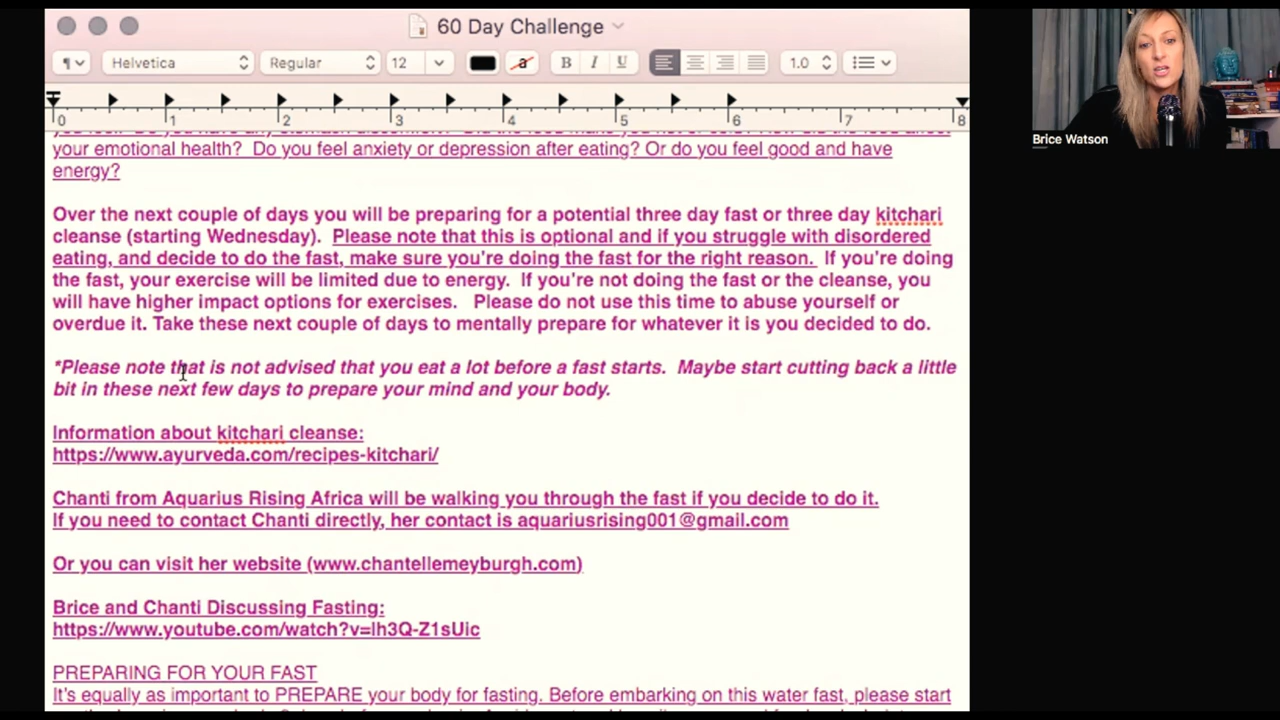 60 Day Challenge
Helvetica
Regular
12
B I U
1.0
0 1 2 3 4 5 6 7 8
your emotional health?  Do you feel anxiety or depression after eating? Or do you feel good and have
energy?
Over the next couple of days you will be preparing for a potential three day fast or three day kitchari
cleanse (starting Wednesday).  Please note that this is optional and if you struggle with disordered
eating, and decide to do the fast, make sure you're doing the fast for the right reason.  If you're doing
the fast, your exercise will be limited due to energy.  If you're not doing the fast or the cleanse, you
will have higher impact options for exercises.   Please do not use this time to abuse yourself or
overdue it. Take these next couple of days to mentally prepare for whatever it is you decided to do.
*Please note that is not advised that you eat a lot before a fast starts.  Maybe start cutting back a little
bit in these next few days to prepare your mind and your body.
Information about kitchari cleanse:
https://www.ayurveda.com/recipes-kitchari/
Chanti from Aquarius Rising Africa will be walking you through the fast if you decide to do it.
If you need to contact Chanti directly, her contact is aquariusrising001@gmail.com
Or you can visit her website (www.chantellemeyburgh.com)
Brice and Chanti Discussing Fasting:
https://www.youtube.com/watch?v=lh3Q-Z1sUic
PREPARING FOR YOUR FAST
It's equally as important to PREPARE your body for fasting. Before embarking on this water fast, please start
Brice Watson